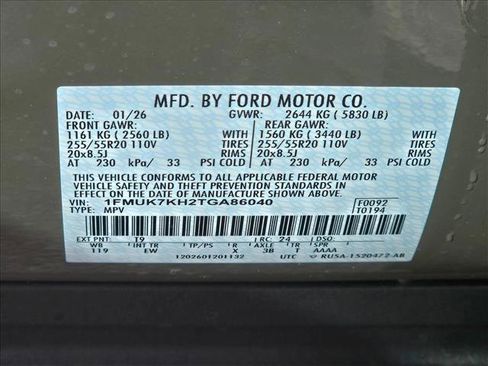 MFD. BY FORD MOTOR CO.
DATE: 01/26 GVWR: 2644 KG ( 5830 LB)
FRONT GAWR: REAR GAWR:
1161 KG ( 2560 LB) WITH 1560 KG ( 3440 LB) WITH
255/55R20 110V TIRES 255/55R20 110V TIRES
20x8.5J RIMS 20x8.5J RIMS
AT 230 kPa/ 33 PSI COLD AT 230 kPa/ 33 PSI COLD
THIS VEHICLE CONFORMS TO ALL APPLICABLE FEDERAL MOTOR
VEHICLE SAFETY AND THEFT PREVENTION STANDARDS IN EFFECT
ON THE DATE OF MANUFACTURE SHOWN ABOVE.
VIN: 1FMUK7KH2TGA86040 F0092
TYPE: MPV T0194
EXT PNT: T9 RC: 24 DSO:
WB INT TR TP/PS R AXLE TR SPR
119 EW X 3B T AAAA
1202601201132 UTC RU5A-1520472-AB